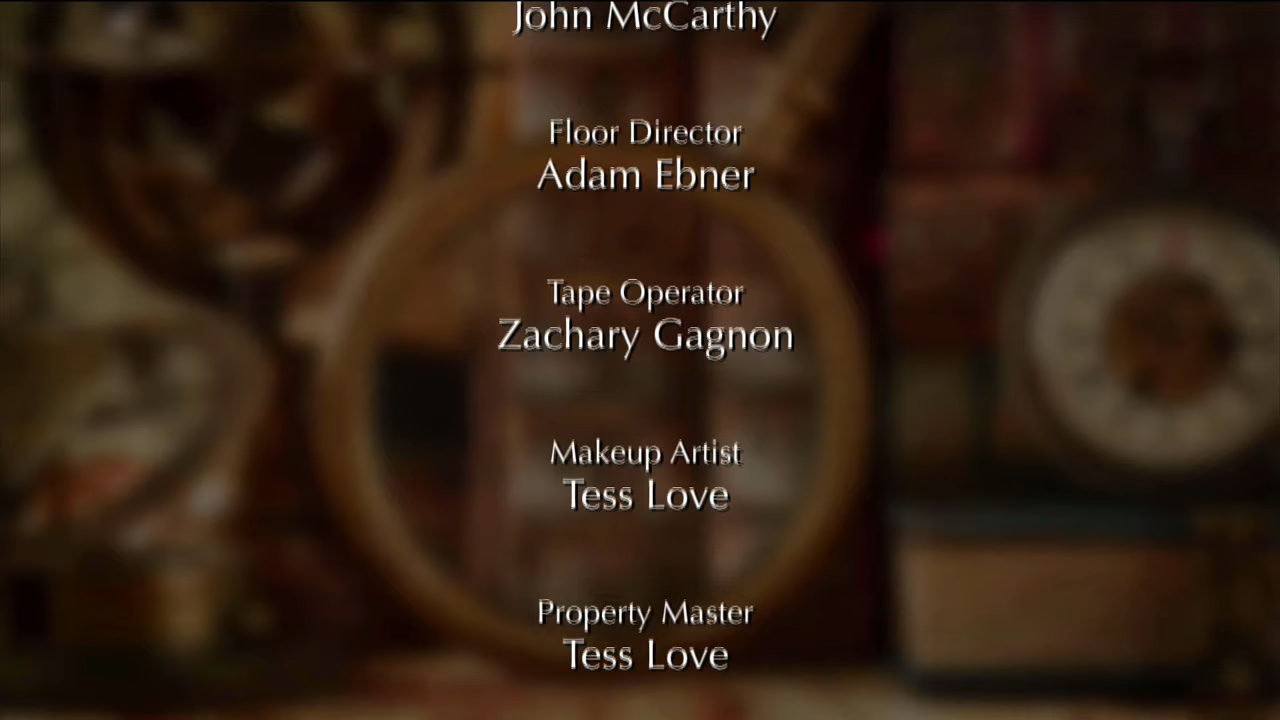 John McCarthy
Floor Director
Adam Ebner
Tape Operator
Zachary Gagnon
Makeup Artist
Tess Love
Property Master
Tess Love